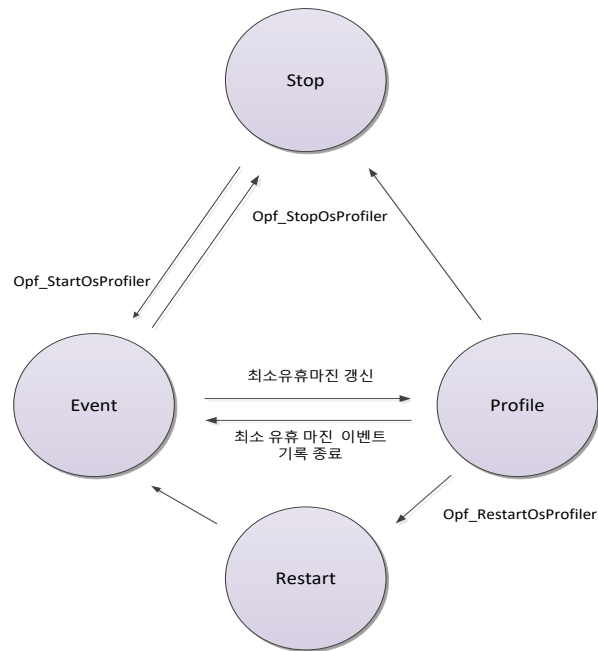 Stop
Opf_StopOsProfiler
Opf_StartOsProfiler
최소유휴마진 갱신
Event
Profile
최소 유휴 마진 이벤트
기록 종료
Opf_RestartOsProfiler
Restart